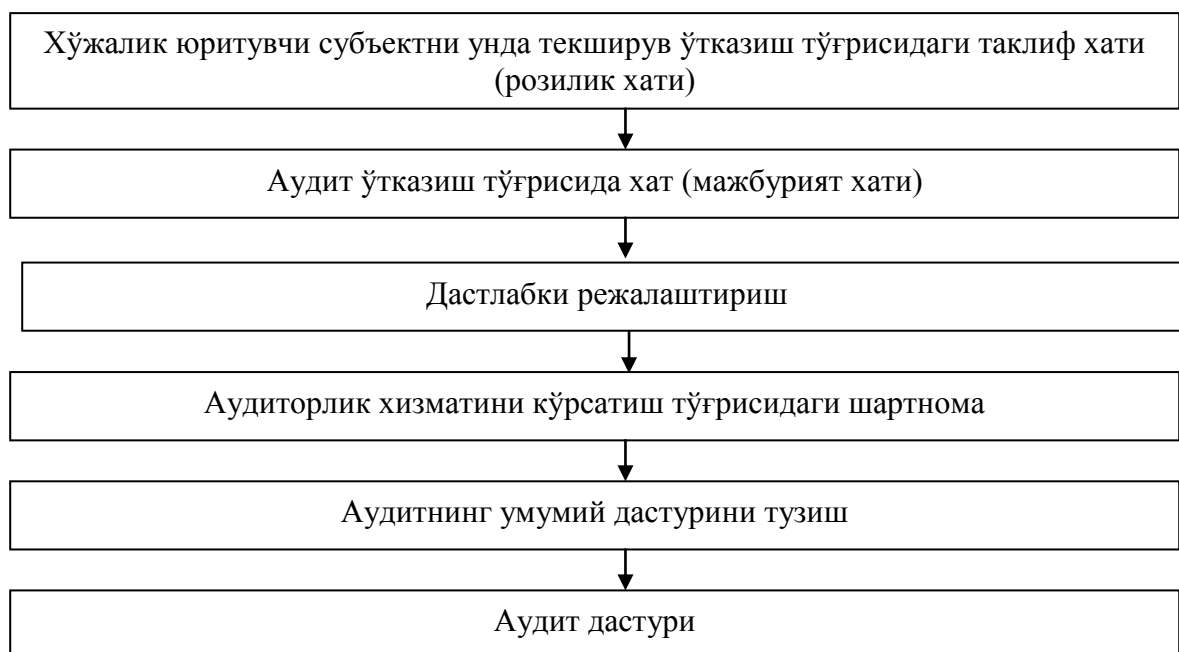 Хўжалик юритувчи субъектни унда текширув ўтказиш тўғрисидаги таклиф хати
(розилик хати)
Аудит ўтказиш тўғрисида хат (мажбурият хати)
Дастлабки режалаштириш
Аудиторлик хизматини кўрсатиш тўғрисидаги шартнома
Аудитнинг умумий дастурини тузиш
Аудит дастури